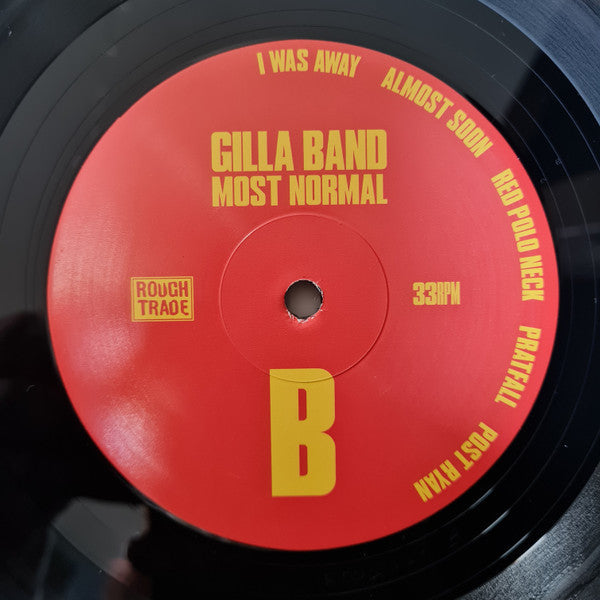 I WAS AWAY
ALMOST SOON
RED POLO NECK
PRATFALL
POST RYAN
GILLA BAND
MOST NORMAL
ROUGH
TRADE
33RPM
B